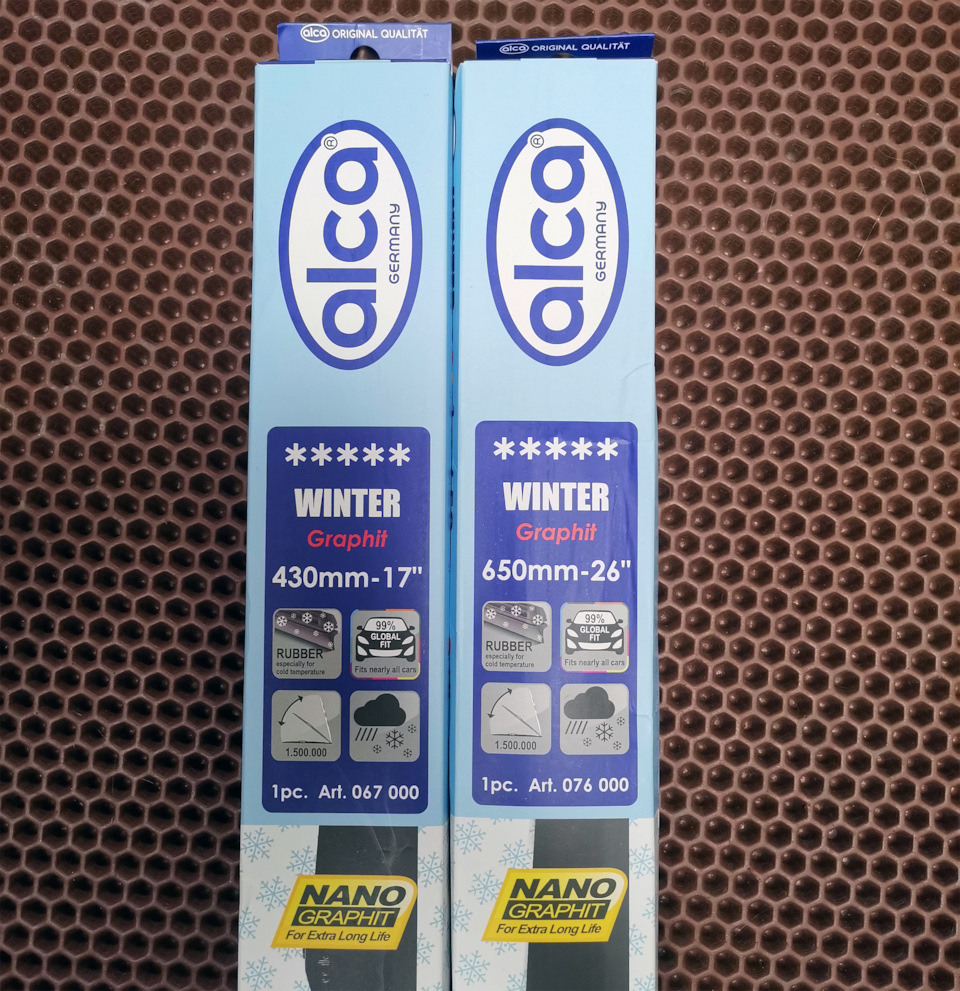 alca ORIGINAL QUALITÄT
alca®
GERMANY
*****
WINTER
Graphit
430mm-17"
RUBBER
especially for
cold temperature
99%
GLOBAL
FIT
Fits nearly all cars
1.500.000
1pc. Art. 067 000
NANO
GRAPHIT
For Extra Long Life
alca ORIGINAL QUALITÄT
alca®
GERMANY
*****
WINTER
Graphit
650mm-26"
RUBBER
especially for
cold temperature
99%
GLOBAL
FIT
Fits nearly all cars
1.500.000
1pc. Art. 076 000
NANO
GRAPHIT
For Extra Long Life